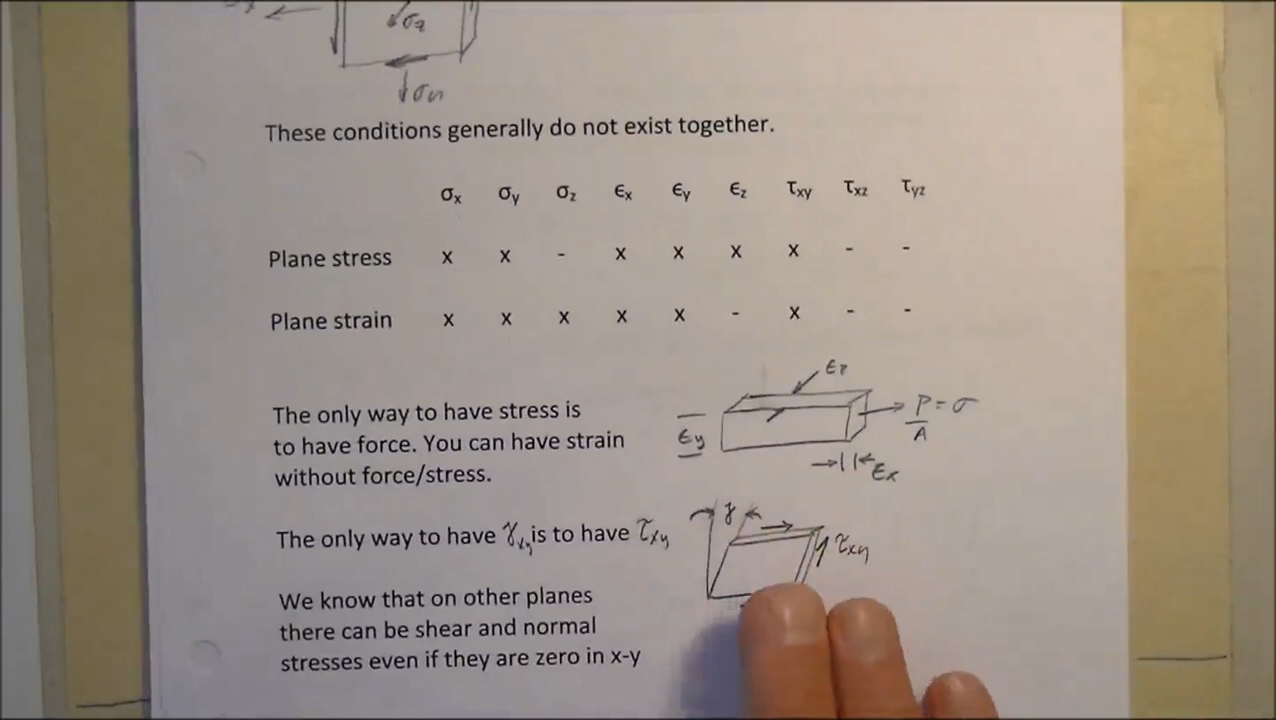 σz
σy
These conditions generally do not exist together.
σx σy σz ϵx ϵy ϵz τxy τxz τyz
Plane stress x x - x x x x - -
Plane strain x x x x x - x - -
ϵz
The only way to have stress is
to have force. You can have strain
without force/stress.
ϵy
P/A = σ
ϵx
The only way to have γxy is to have τxy
γ
τxy
We know that on other planes
there can be shear and normal
stresses even if they are zero in x-y